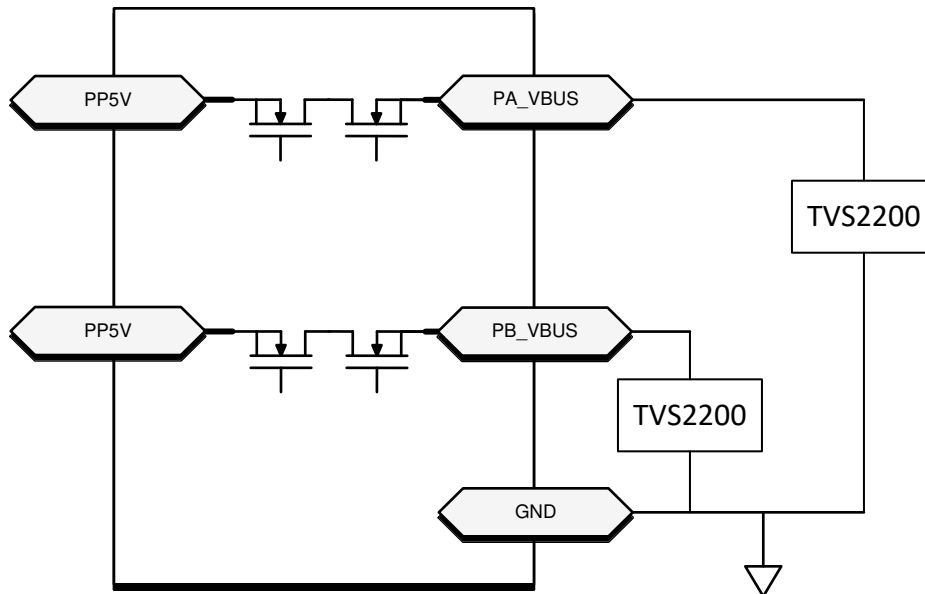 PP5V
PA_VBUS
TVS2200
PP5V
PB_VBUS
TVS2200
GND